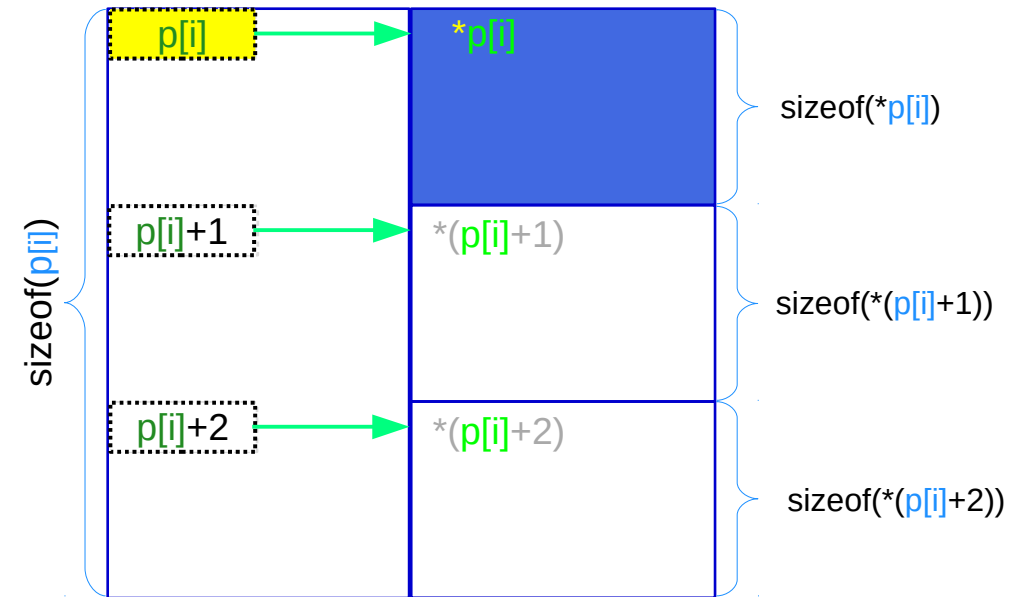 p[i]
*p[i]
sizeof(*p[i])
p[i]+1
*(p[i]+1)
sizeof(p[i])
sizeof(*(p[i]+1))
p[i]+2
*(p[i]+2)
sizeof(*(p[i]+2))